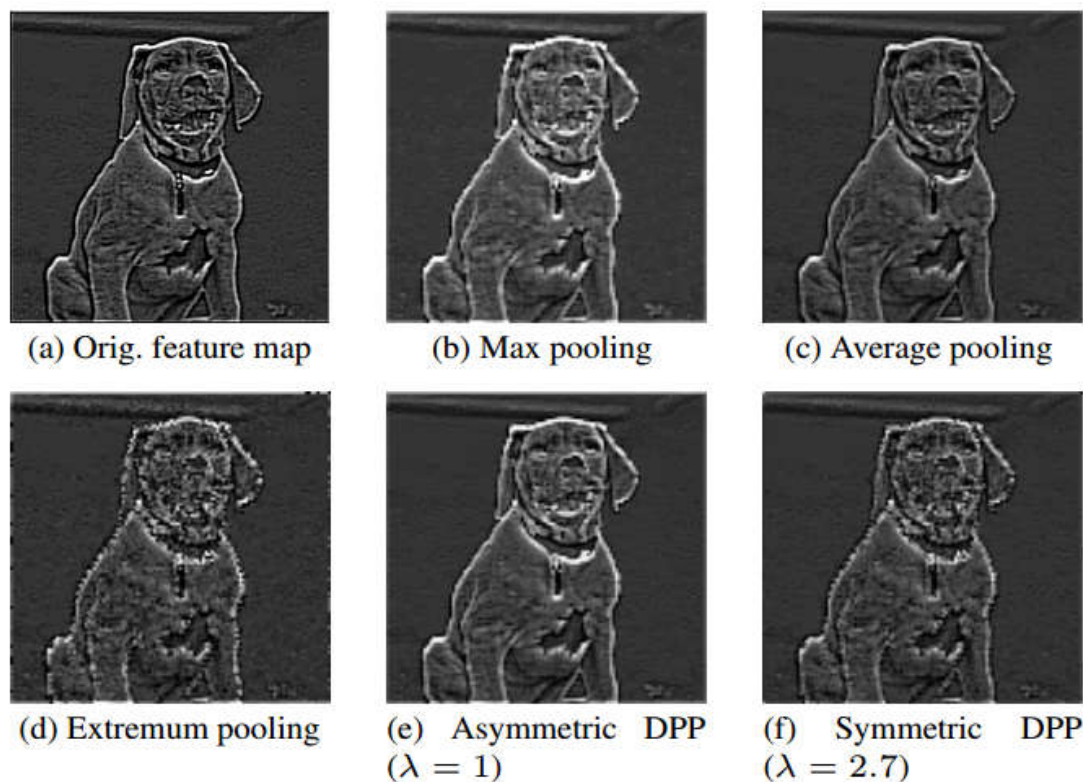 (a) Orig. feature map
(b) Max pooling
(c) Average pooling
(d) Extremum pooling
(e) Asymmetric DPP
(λ = 1)
(f) Symmetric DPP
(λ = 2.7)